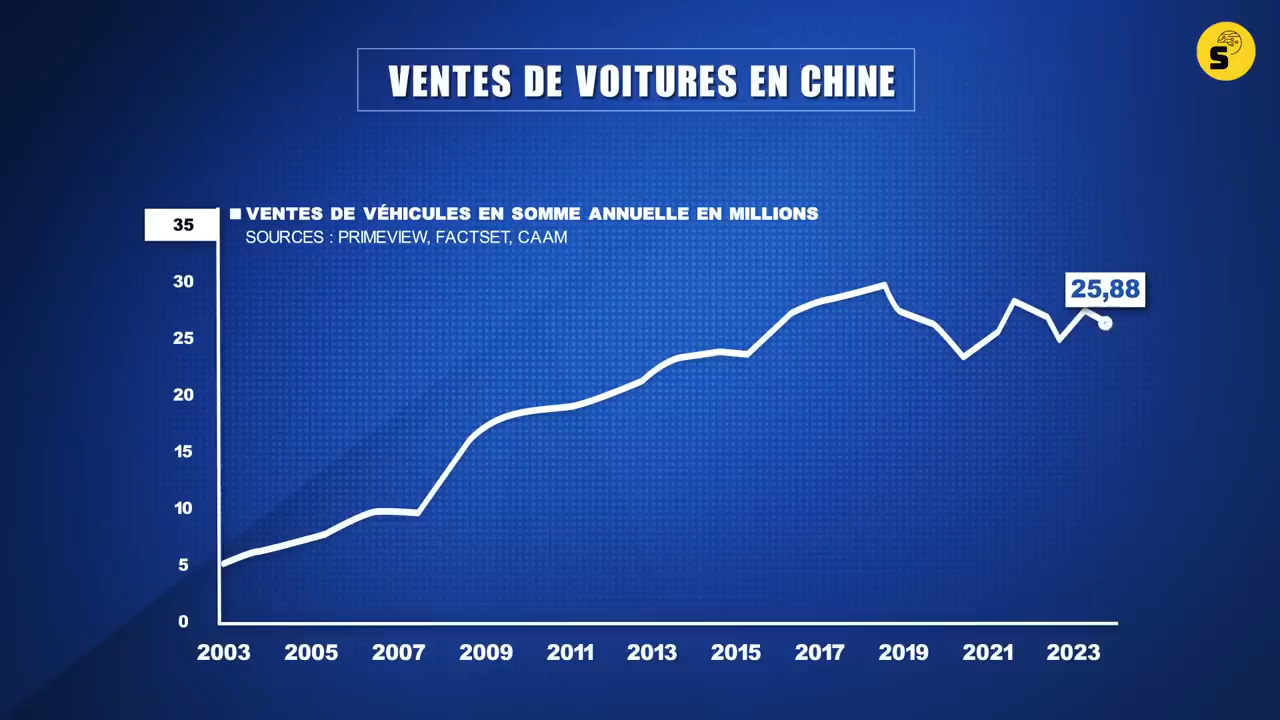 S
VENTES DE VOITURES EN CHINE
VENTES DE VÉHICULES EN SOMME ANNUELLE EN MILLIONS
SOURCES : PRIMEVIEW, FACTSET, CAAM
35
30
25
20
15
10
5
0
25,88
2003 2005 2007 2009 2011 2013 2015 2017 2019 2021 2023